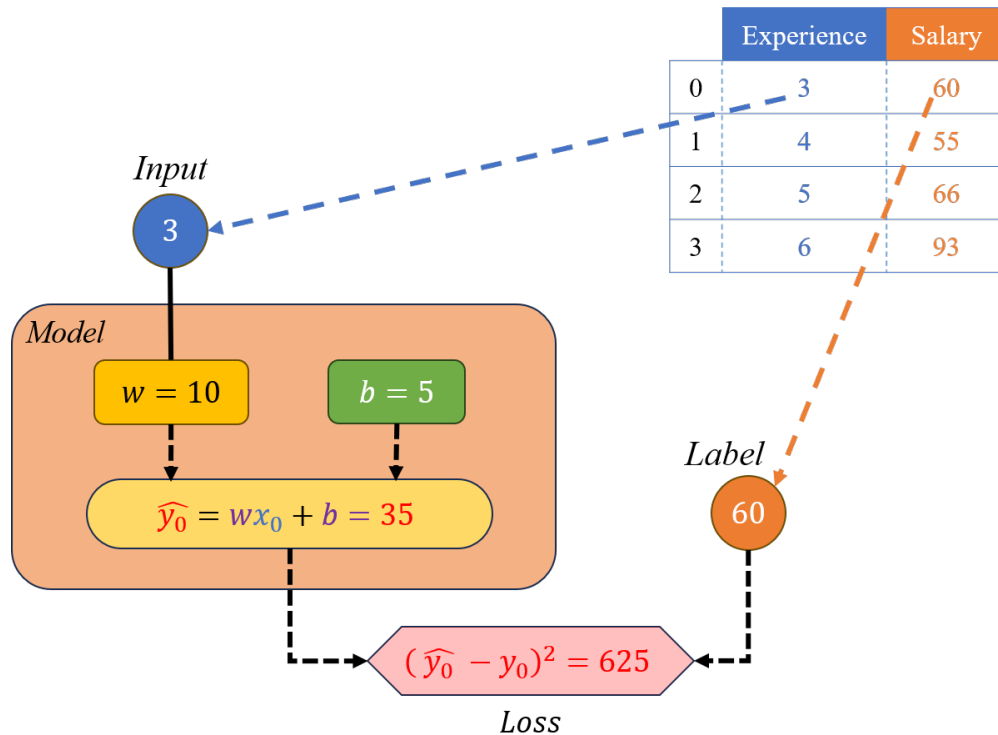 Experience Salary
0 3 60
1 4 55
2 5 66
3 6 93
Input
3
Model
w = 10
b = 5
ŷ₀ = wx₀ + b = 35
Label
60
(ŷ₀ − y₀)² = 625
Loss